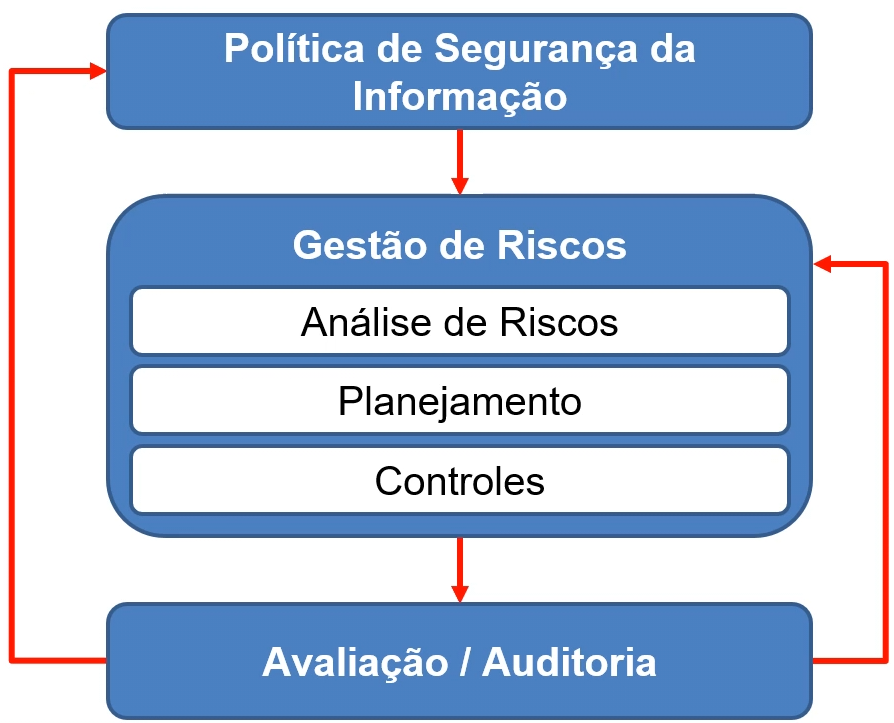 Política de Segurança da
Informação
Gestão de Riscos
Análise de Riscos
Planejamento
Controles
Avaliação / Auditoria